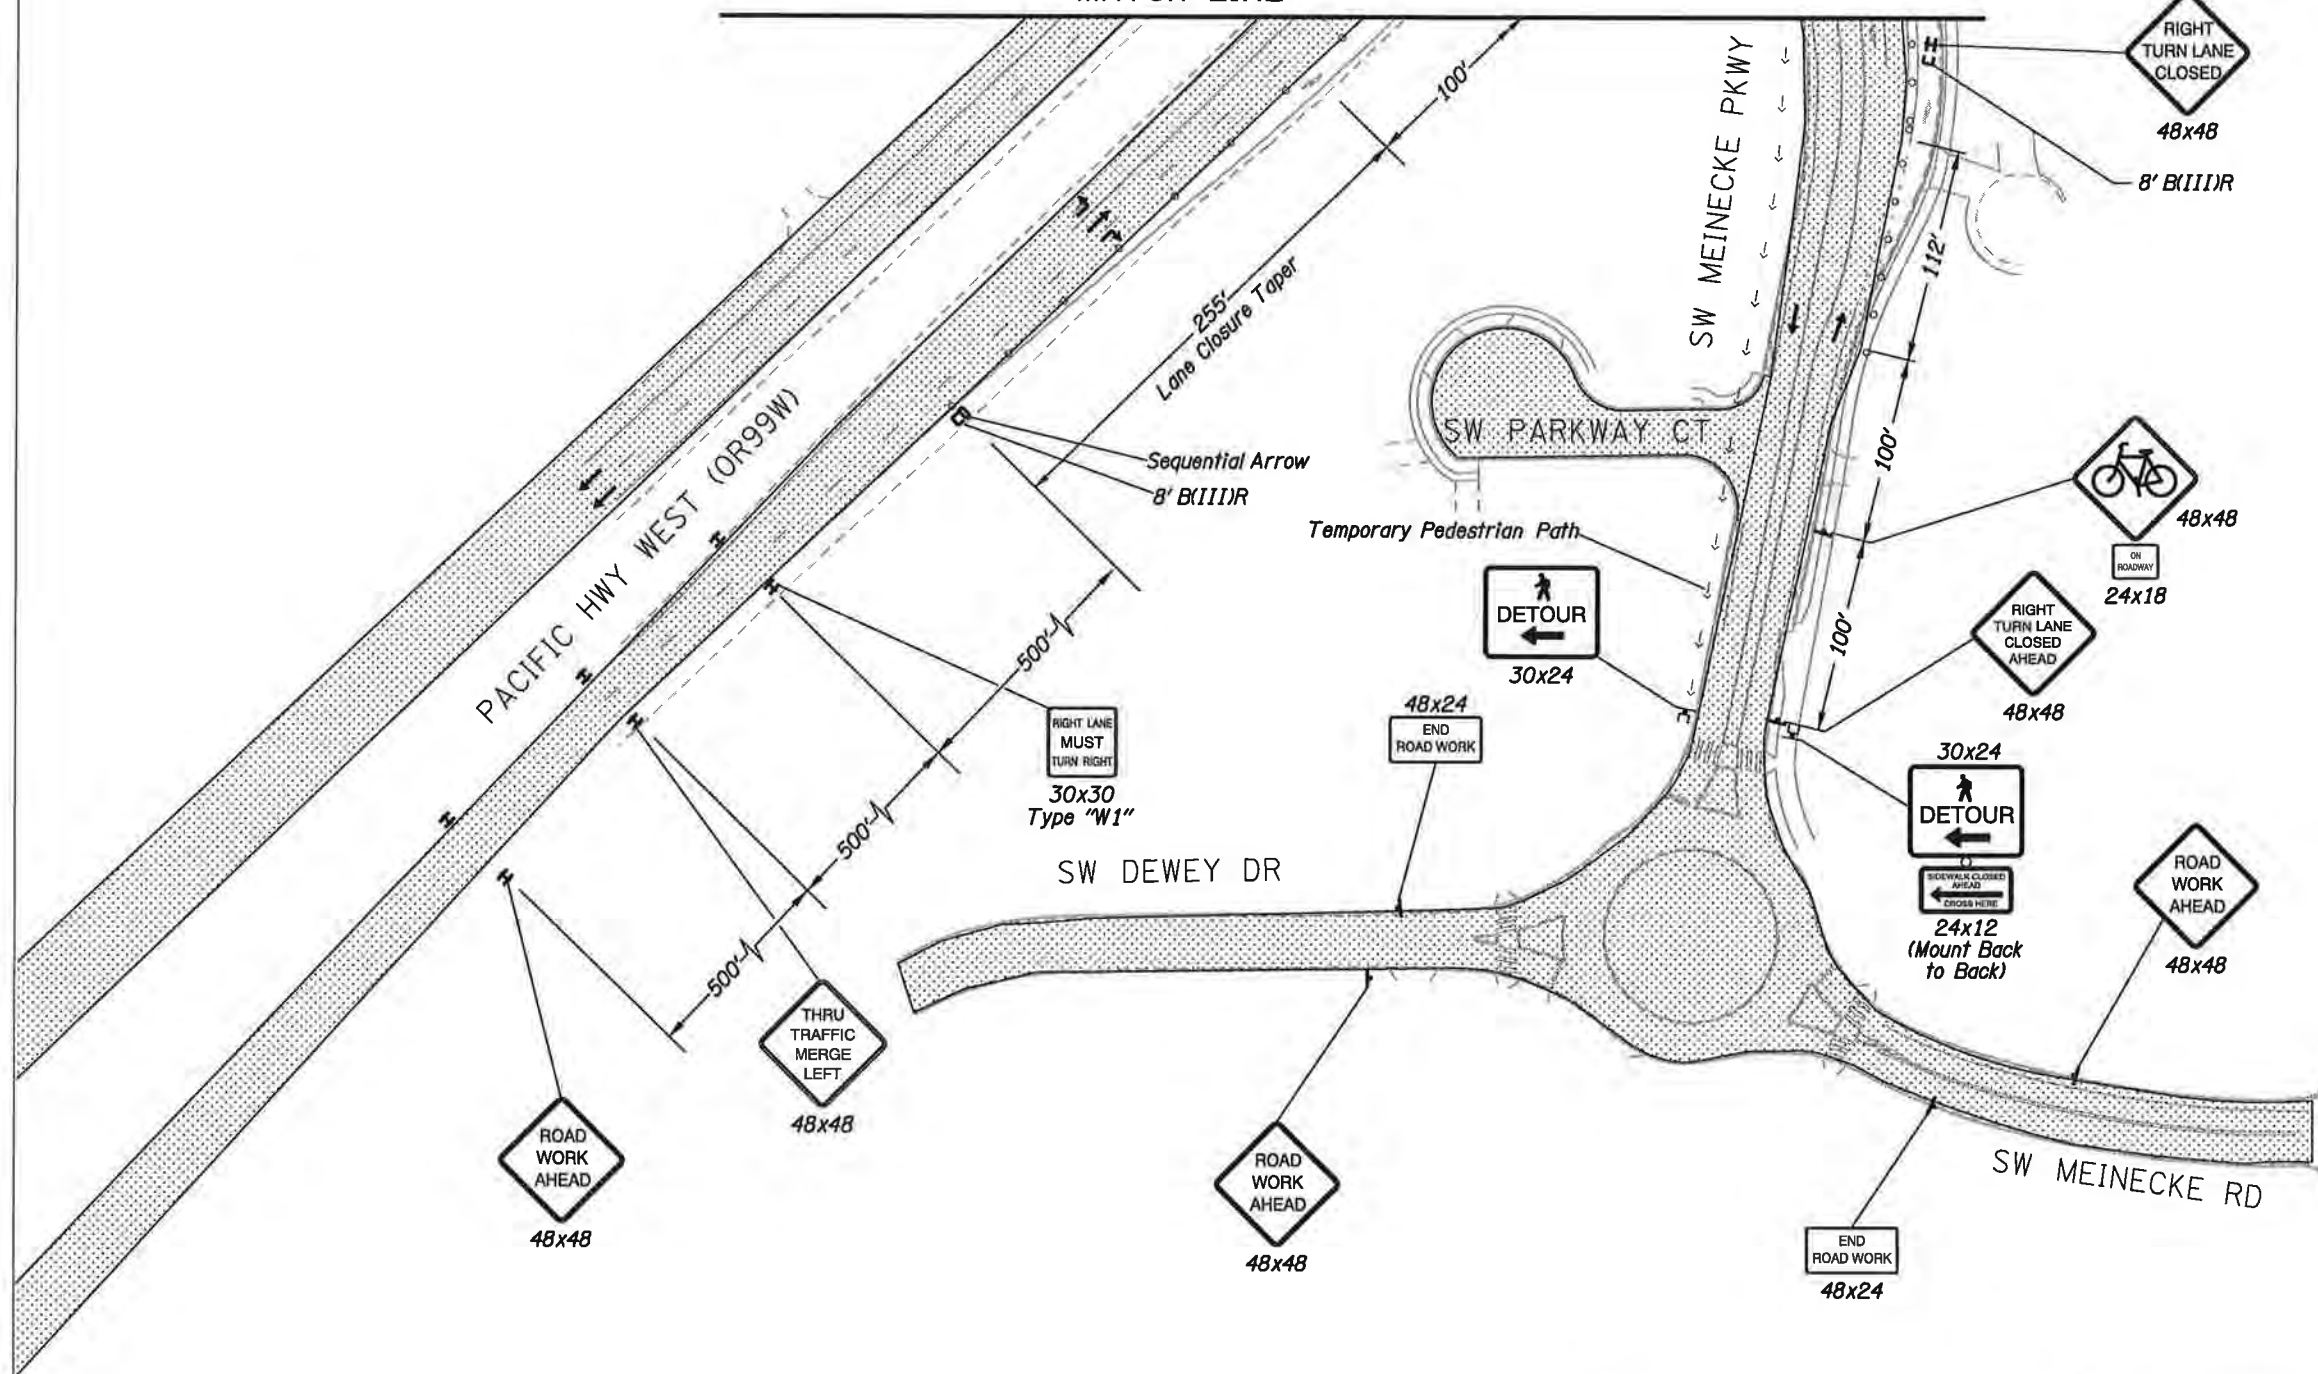 RIGHT
TURN LANE
CLOSED
48x48
8' B(III)R
100'
SW MEINECKE PKWY
112'
255'
Lane Closure Taper
PACIFIC HWY WEST (OR99W)
Sequential Arrow
8' B(III)R
SW PARKWAY CT
100'
48x48
ON
ROADWAY
24x18
Temporary Pedestrian Path
DETOUR
30x24
100'
RIGHT
TURN LANE
CLOSED
AHEAD
48x48
500'
RIGHT LANE
MUST
TURN RIGHT
30x30
Type "W1"
48x24
END
ROAD WORK
30x24
DETOUR
SIDEWALK CLOSED
AHEAD
CROSS HERE
24x12
(Mount Back
to Back)
500'
SW DEWEY DR
ROAD
WORK
AHEAD
48x48
500'
THRU
TRAFFIC
MERGE
LEFT
48x48
ROAD
WORK
AHEAD
48x48
ROAD
WORK
AHEAD
48x48
SW MEINECKE RD
END
ROAD WORK
48x24